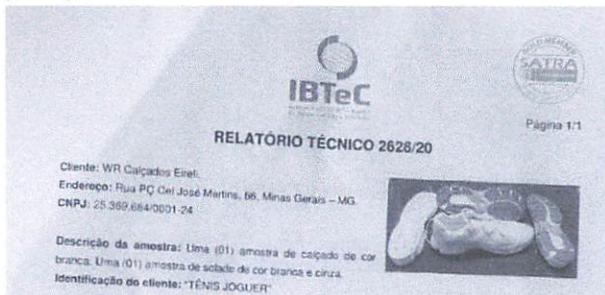 IBTeC
SATRA
Página 1/1
RELATÓRIO TÉCNICO 2628/20
Cliente: WR Calçados Eireli.
Endereço: Rua PÇ Cel José Martins, 66, Minas Gerais – MG.
CNPJ: 25.369.684/0001-24
Descrição da amostra: Uma (01) amostra de calçado de cor
branca. Uma (01) amostra de solado de cor branca e cinza.
Identificação do cliente: "TÊNIS JOGUER"